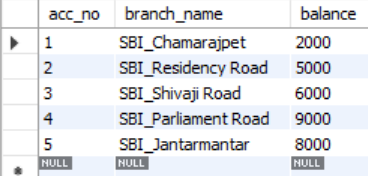 acc_no branch_name balance
1 SBI_Chamarajpet 2000
2 SBI_Residency Road 5000
3 SBI_Shivaji Road 6000
4 SBI_Parliament Road 9000
5 SBI_Jantarmantar 8000
NULL NULL NULL